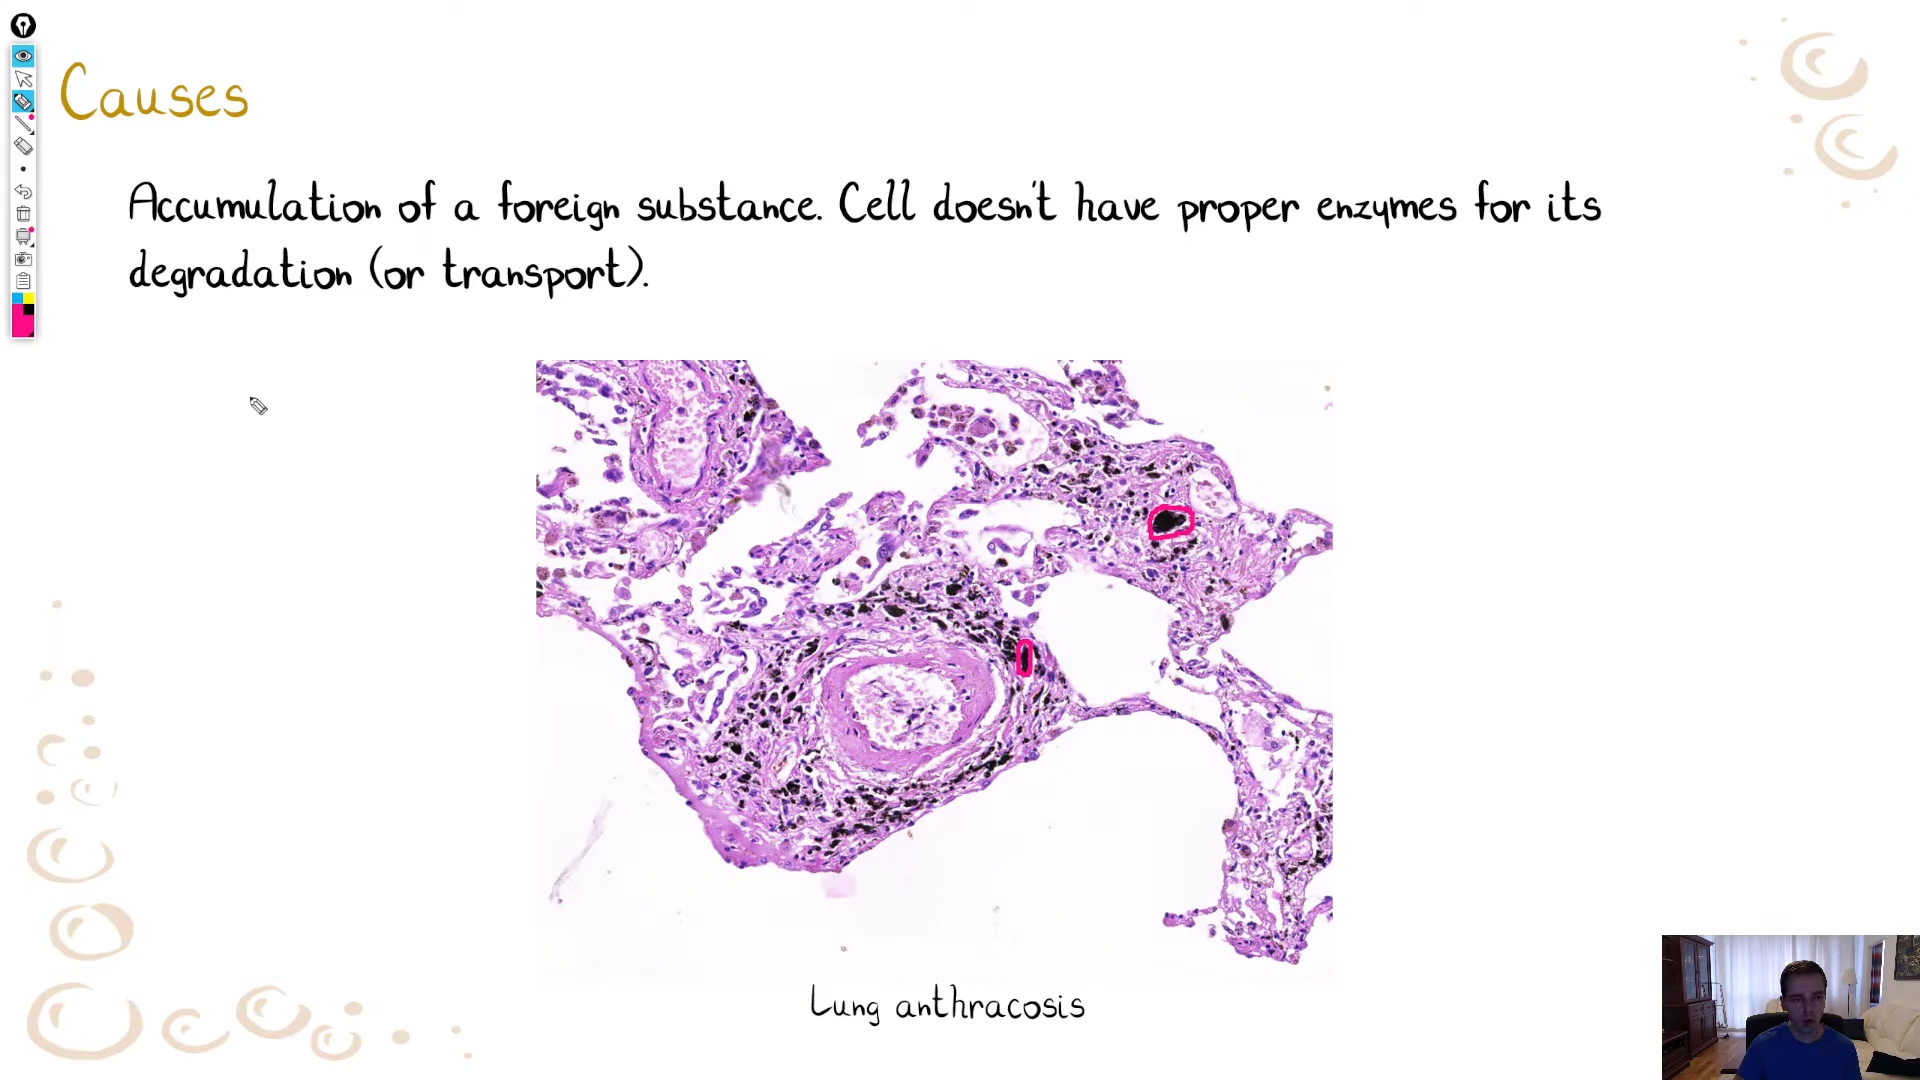 Causes
Accumulation of a foreign substance. Cell doesn't have proper enzymes for its
degradation (or transport).
Lung anthracosis